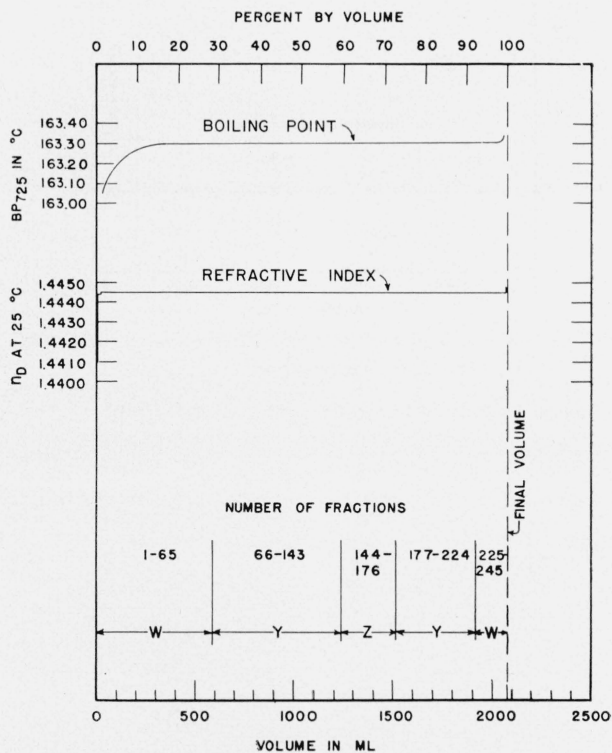 PERCENT BY VOLUME
0 10 20 30 40 50 60 70 80 90 100
163.40
163.30
163.20
163.10
163.00
BP725 IN °C
BOILING POINT
1.4450
1.4440
1.4430
1.4420
1.4410
1.4400
nD AT 25 °C
REFRACTIVE INDEX
FINAL VOLUME
NUMBER OF FRACTIONS
1-65 66-143 144-176 177-224 225-245
W Y Z Y W
0 500 1000 1500 2000 2500
VOLUME IN ML